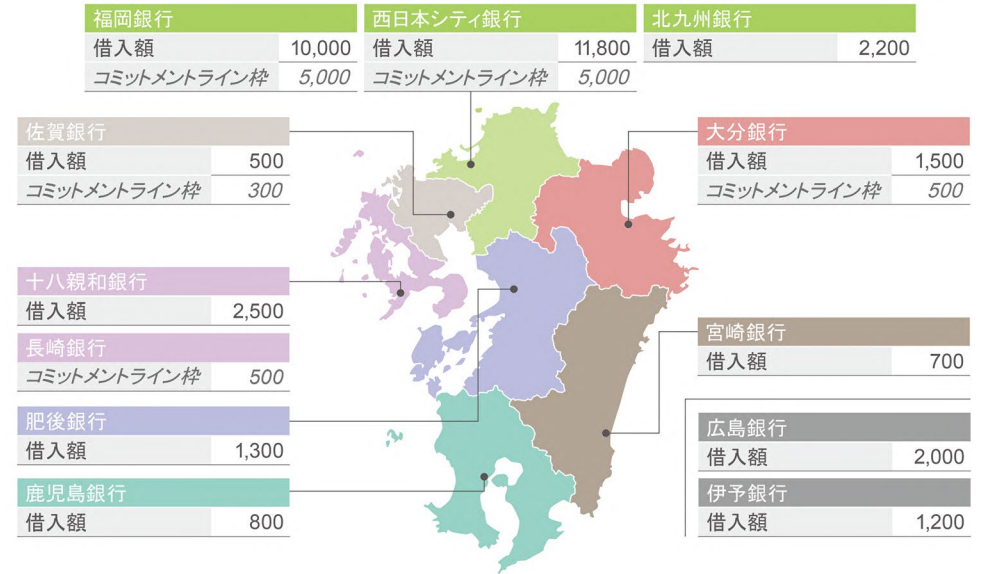 福岡銀行
借入額 10,000
コミットメントライン枠 5,000
西日本シティ銀行
借入額 11,800
コミットメントライン枠 5,000
北九州銀行
借入額 2,200
佐賀銀行
借入額 500
コミットメントライン枠 300
大分銀行
借入額 1,500
コミットメントライン枠 500
十八親和銀行
借入額 2,500
長崎銀行
コミットメントライン枠 500
宮崎銀行
借入額 700
肥後銀行
借入額 1,300
広島銀行
借入額 2,000
鹿児島銀行
借入額 800
伊予銀行
借入額 1,200